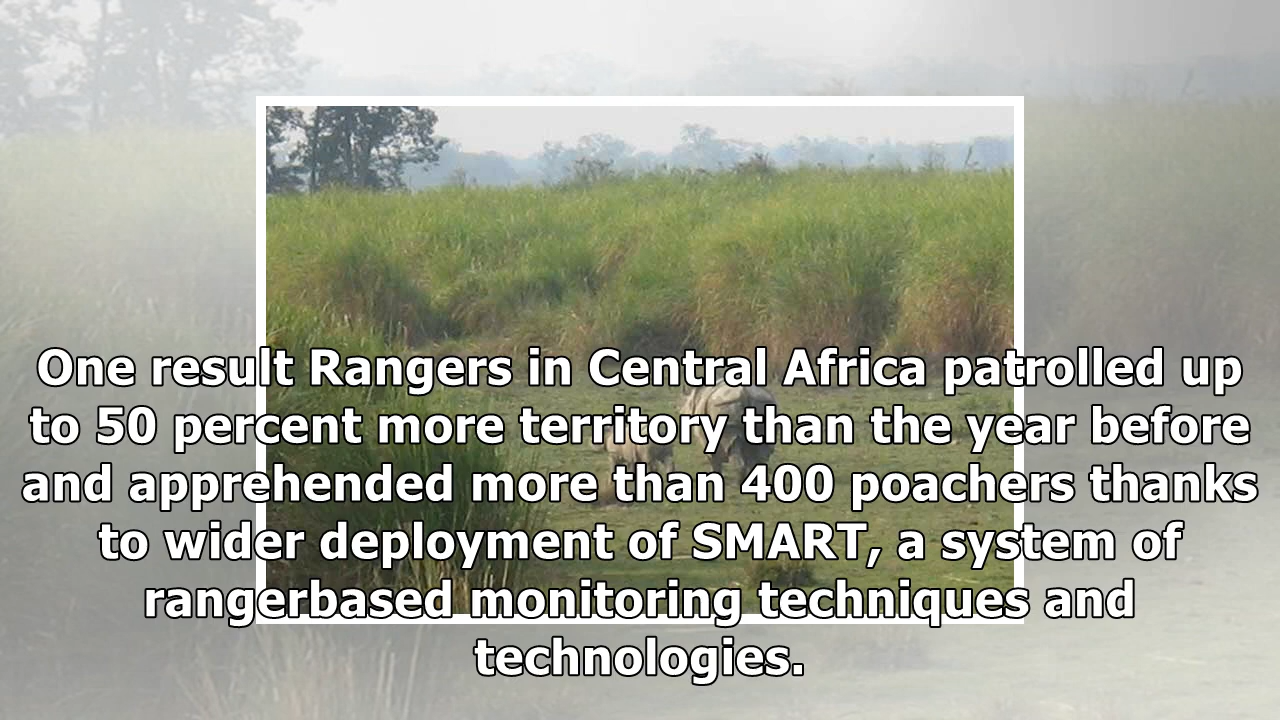 One result Rangers in Central Africa patrolled up
to 50 percent more territory than the year before
and apprehended more than 400 poachers thanks
to wider deployment of SMART, a system of
rangerbased monitoring techniques and
technologies.